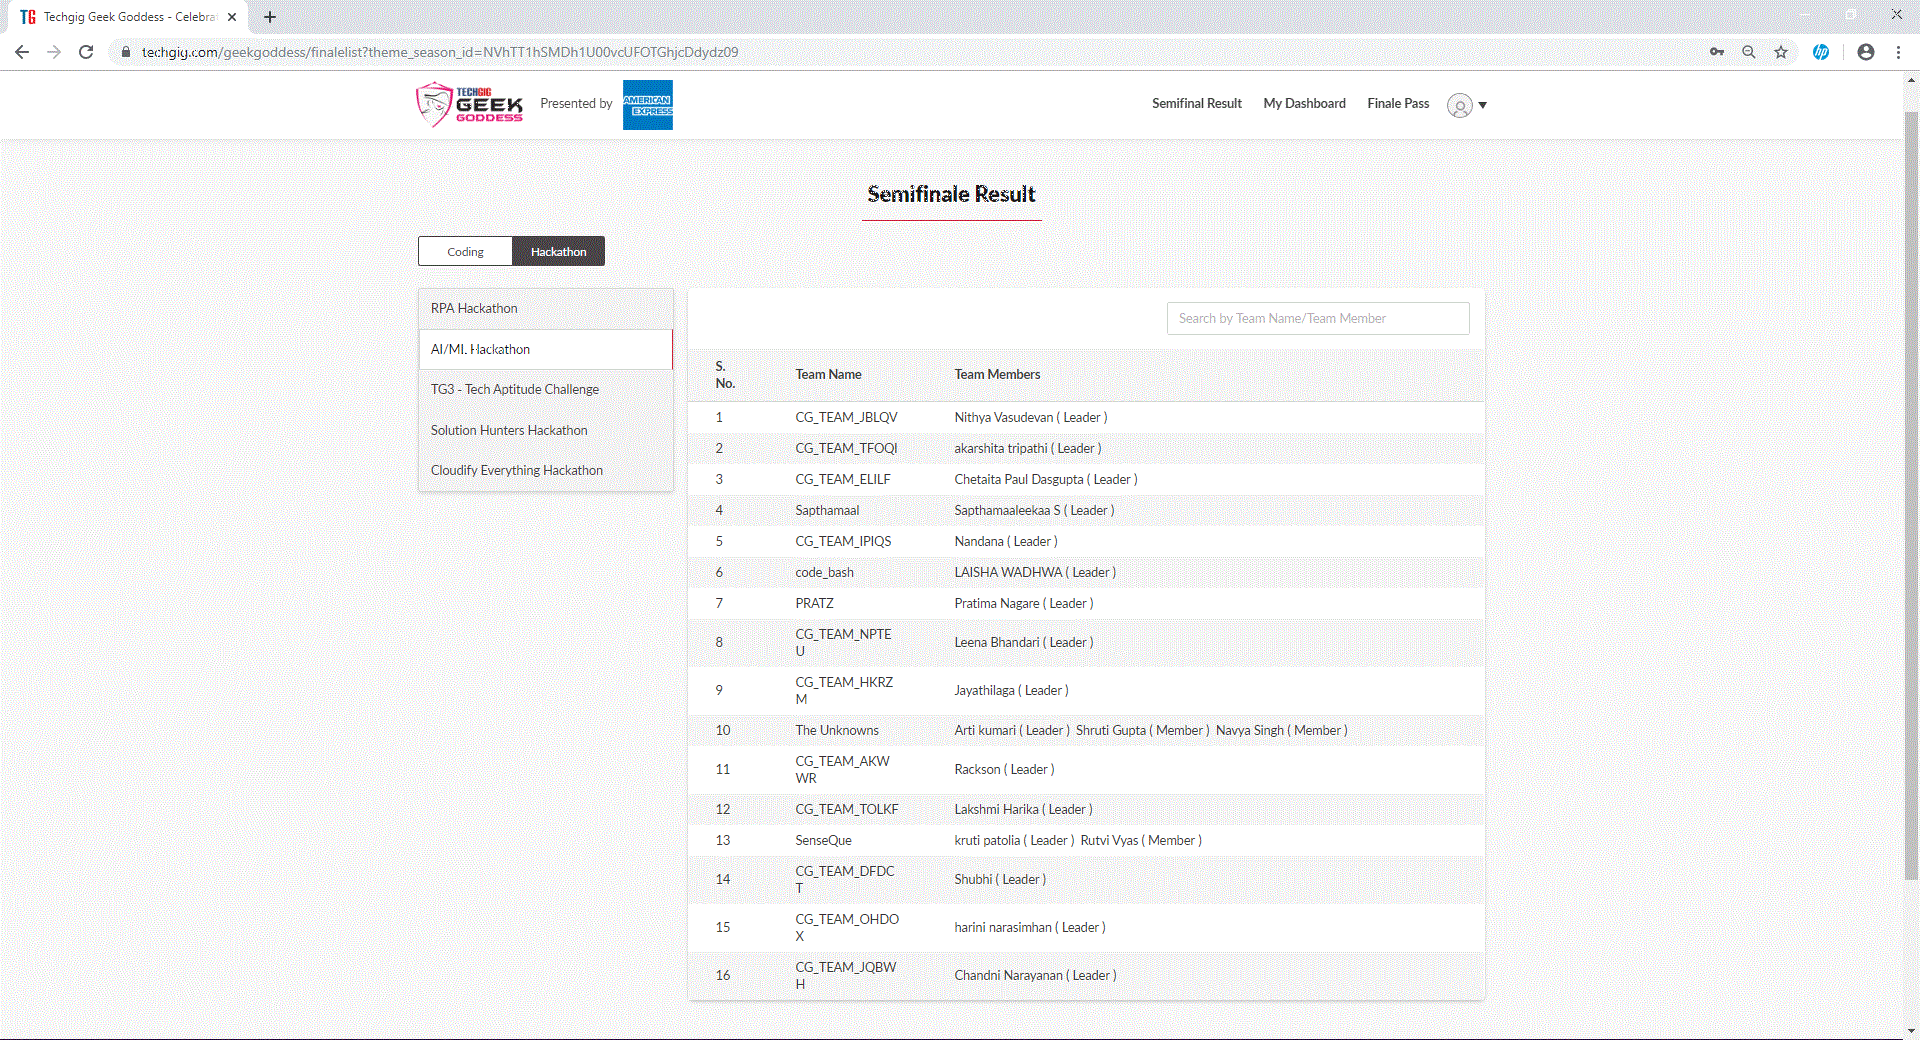 Techgig Geek Goddess - Celebra
techgig.com/geekgoddess/finalelist?theme_season_id=NVhTT1hSMDh1U00vcUFOTGhjcDdydz09
TECHGIG
GEEK
GODDESS
Presented by
AMERICAN
EXPRESS
Semifinal Result
My Dashboard
Finale Pass
Semifinale Result
Coding
Hackathon
RPA Hackathon
AI/ML Hackathon
TG3 - Tech Aptitude Challenge
Solution Hunters Hackathon
Cloudify Everything Hackathon
Search by Team Name/Team Member
S. No. Team Name Team Members
1 CG_TEAM_JBLQV Nithya Vasudevan ( Leader )
2 CG_TEAM_TFOQI akarshita tripathi ( Leader )
3 CG_TEAM_ELILF Chetaita Paul Dasgupta ( Leader )
4 Sapthamaal Sapthamaaleekaa S ( Leader )
5 CG_TEAM_IPIQS Nandana ( Leader )
6 code_bash LAISHA WADHWA ( Leader )
7 PRATZ Pratima Nagare ( Leader )
8 CG_TEAM_NPTEU Leena Bhandari ( Leader )
9 CG_TEAM_HKRZM Jayathilaga ( Leader )
10 The Unknowns Arti kumari ( Leader ) Shruti Gupta ( Member ) Navya Singh ( Member )
11 CG_TEAM_AKWWR Rackson ( Leader )
12 CG_TEAM_TOLKF Lakshmi Harika ( Leader )
13 SenseQue kruti patolia ( Leader ) Rutvi Vyas ( Member )
14 CG_TEAM_DFDCT Shubhi ( Leader )
15 CG_TEAM_OHDOX harini narasimhan ( Leader )
16 CG_TEAM_JQBWH Chandni Narayanan ( Leader )